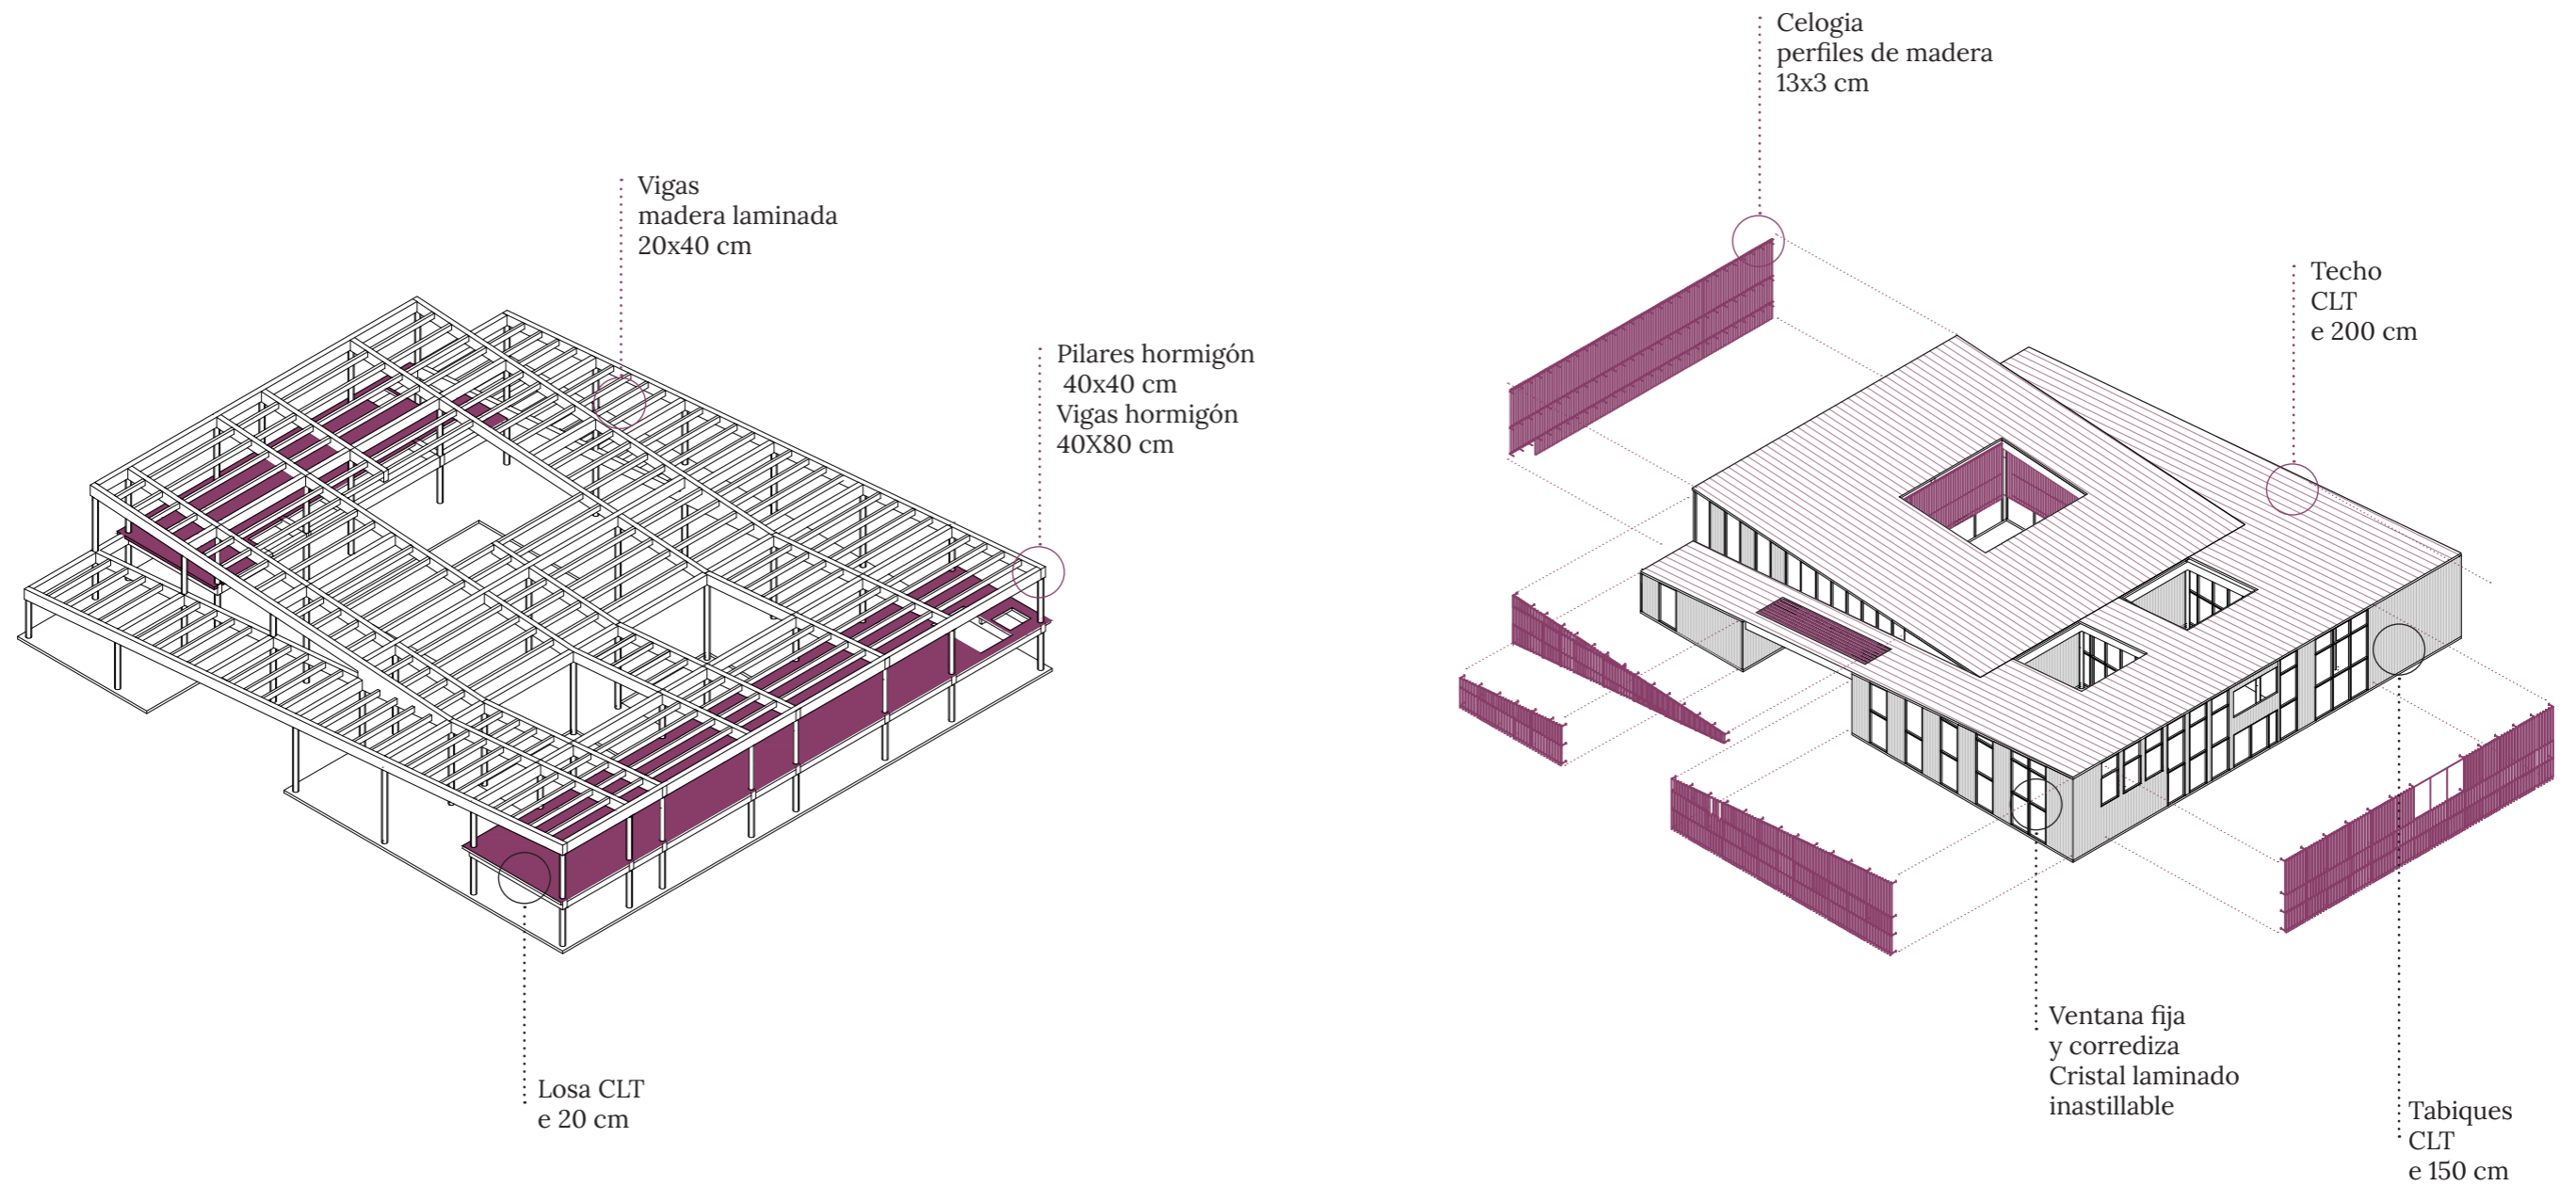 Vigas
madera laminada
20x40 cm
Pilares hormigón
40x40 cm
Vigas hormigón
40X80 cm
Losa CLT
e 20 cm
Celogia
perfiles de madera
13x3 cm
Techo
CLT
e 200 cm
Ventana fija
y corrediza
Cristal laminado
inastillable
Tabiques
CLT
e 150 cm